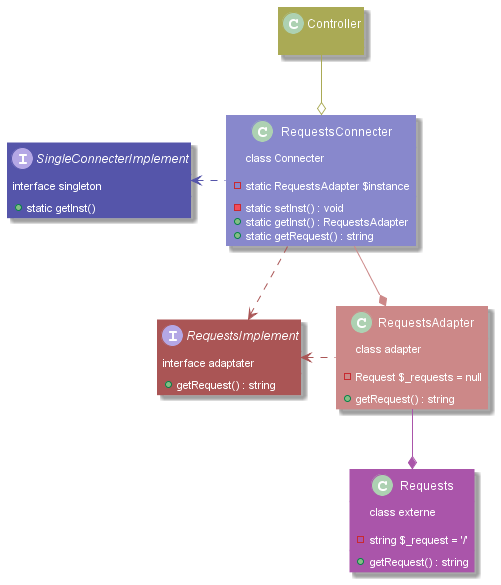 C Controller
C RequestsConnecter
class Connecter
static RequestsAdapter $instance
static setInst() : void
static getInst() : RequestsAdapter
static getRequest() : string
I SingleConnecterImplement
interface singleton
static getInst()
I RequestsImplement
interface adaptater
getRequest() : string
C RequestsAdapter
class adapter
Request $_requests = null
getRequest() : string
C Requests
class externe
string $_request = '/'
getRequest() : string